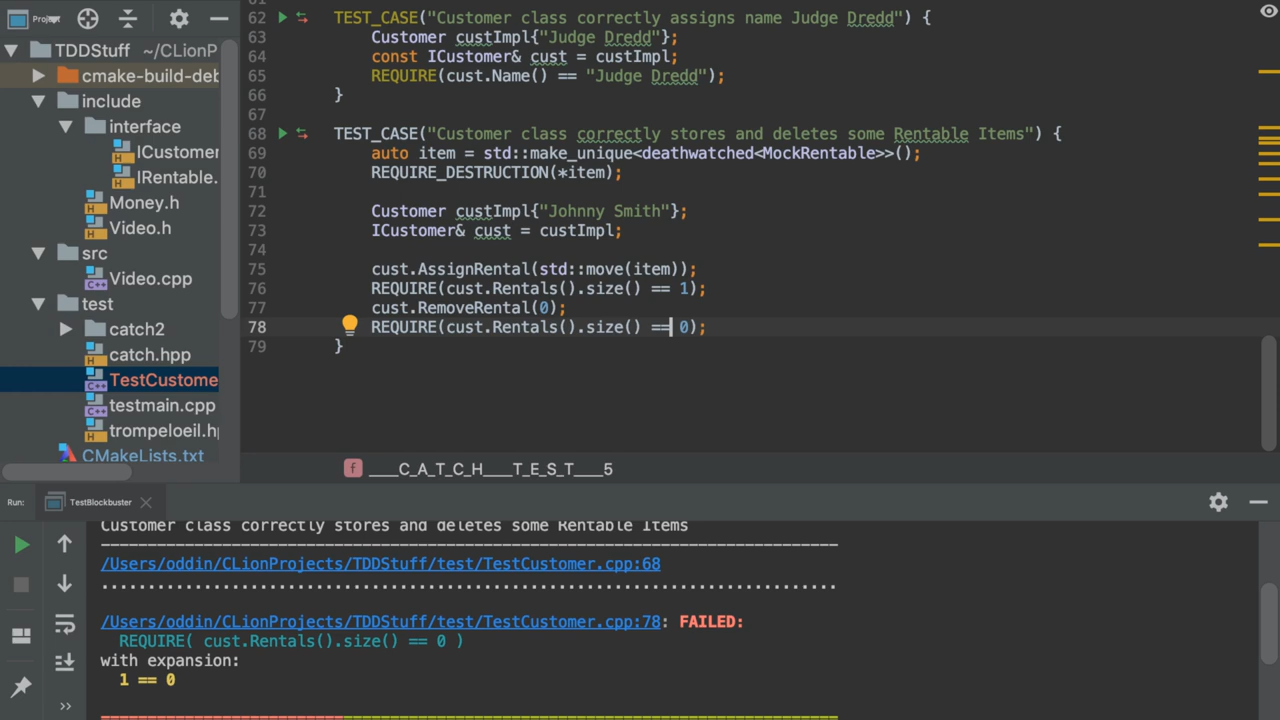 Project
TDDStuff ~/CLionP
cmake-build-deb
include
interface
ICustomer
IRentable.
Money.h
Video.h
src
Video.cpp
test
catch2
catch.hpp
TestCustome
testmain.cpp
trompeloeil.h
CMakeLists.txt
62 TEST_CASE("Customer class correctly assigns name Judge Dredd") {
63 Customer custImpl{"Judge Dredd"};
64 const ICustomer& cust = custImpl;
65 REQUIRE(cust.Name() == "Judge Dredd");
66 }
67
68 TEST_CASE("Customer class correctly stores and deletes some Rentable Items") {
69 auto item = std::make_unique<deathwatched<MockRentable>>();
70 REQUIRE_DESTRUCTION(*item);
71
72 Customer custImpl{"Johnny Smith"};
73 ICustomer& cust = custImpl;
74
75 cust.AssignRental(std::move(item));
76 REQUIRE(cust.Rentals().size() == 1);
77 cust.RemoveRental(0);
78 REQUIRE(cust.Rentals().size() == 0);
79 }
f ____C_A_T_C_H____T_E_S_T____5
Run: TestBlockbuster
Customer class correctly stores and deletes some Rentable Items
/Users/oddin/CLionProjects/TDDStuff/test/TestCustomer.cpp:68
/Users/oddin/CLionProjects/TDDStuff/test/TestCustomer.cpp:78: FAILED:
REQUIRE( cust.Rentals().size() == 0 )
with expansion:
1 == 0